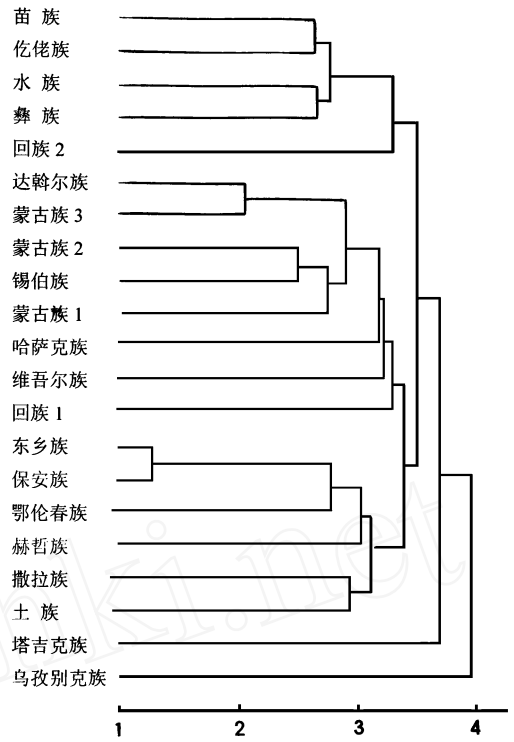 苗 族
仡佬族
水 族
彝 族
回族 2
达斡尔族
蒙古族 3
蒙古族 2
锡伯族
蒙古族 1
哈萨克族
维吾尔族
回族 1
东乡族
保安族
鄂伦春族
赫哲族
撒拉族
土 族
塔吉克族
乌孜别克族
1 2 3 4
nki.net